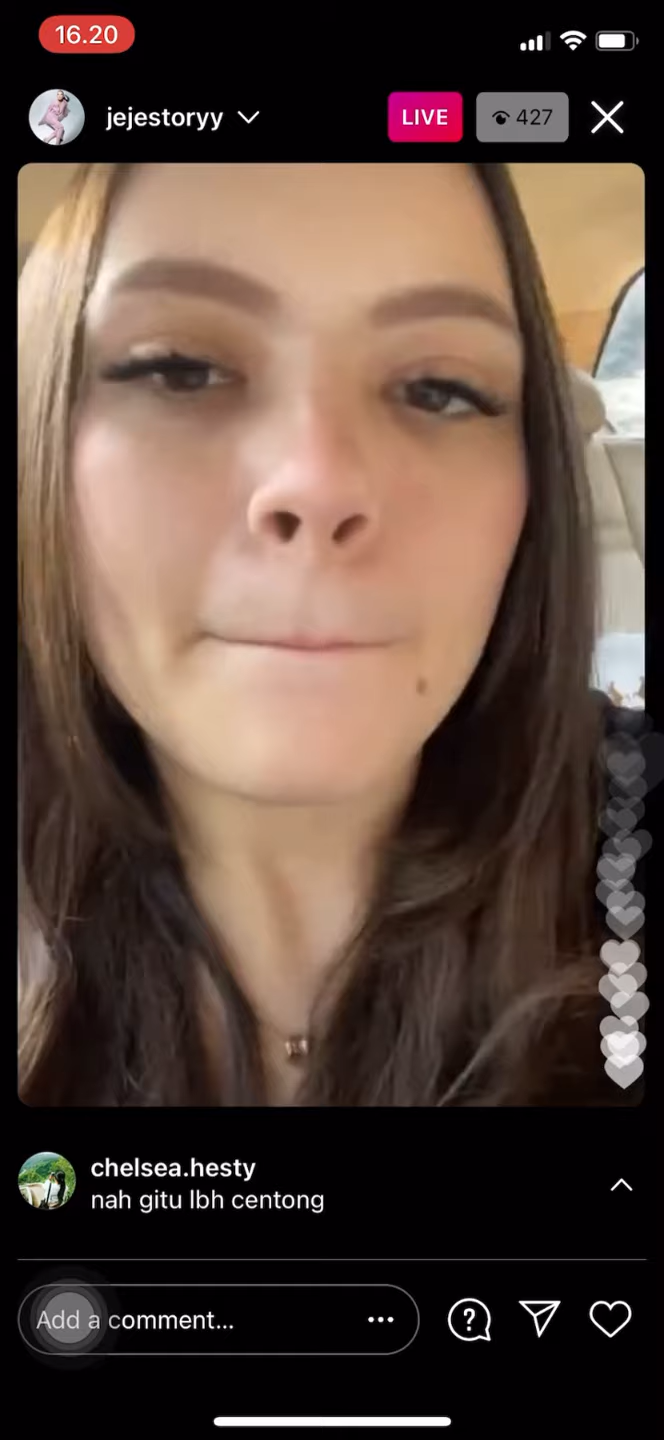 16.20
jejestoryy
LIVE
427
chelsea.hesty
nah gitu lbh centong
Add a comment...